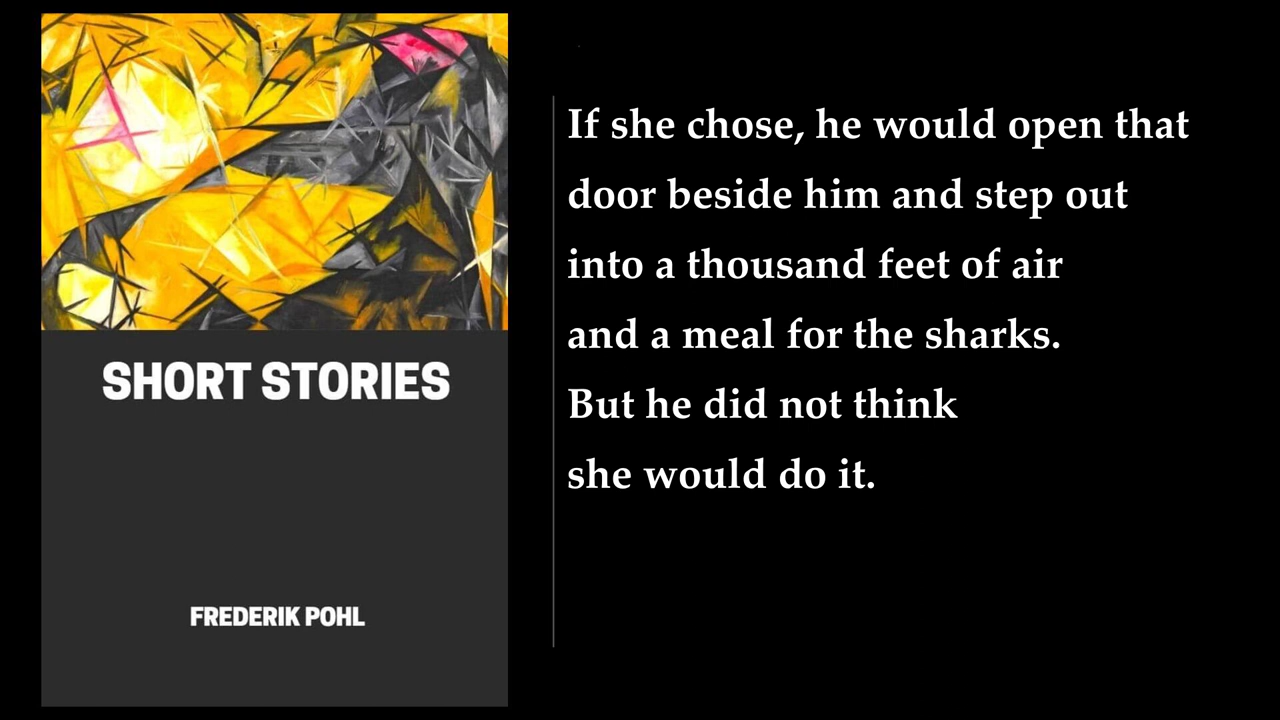 SHORT STORIES
FREDERIK POHL
If she chose, he would open that
door beside him and step out
into a thousand feet of air
and a meal for the sharks.
But he did not think
she would do it.